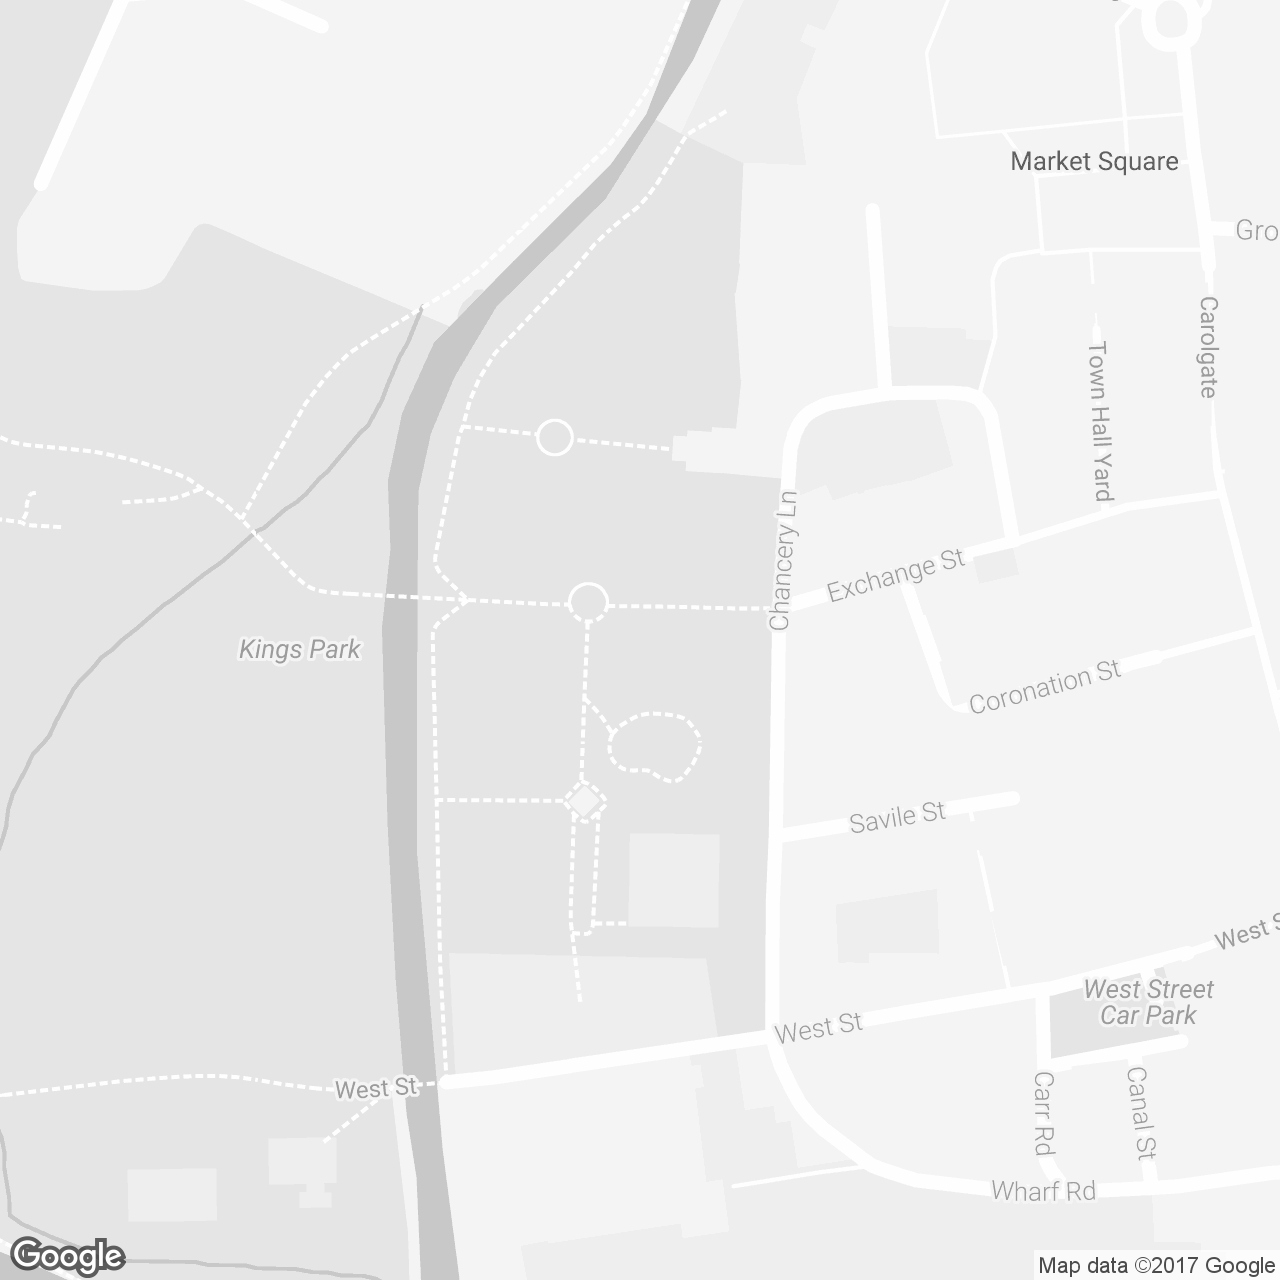 Market Square
Gro
Carolgate
Town Hall Yard
Chancery Ln
Exchange St
Kings Park
Coronation St
Savile St
West S
West Street
Car Park
West St
West St
Carr Rd
Canal St
Wharf Rd
Google
Map data ©2017 Google